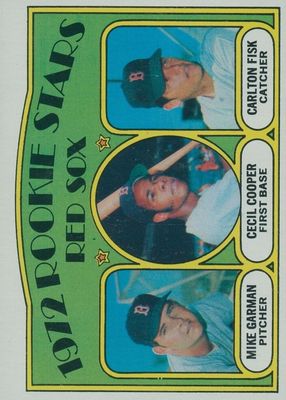 1972 ROOKIE STARS
RED SOX
MIKE GARMAN
PITCHER
CECIL COOPER
FIRST BASE
CARLTON FISK
CATCHER